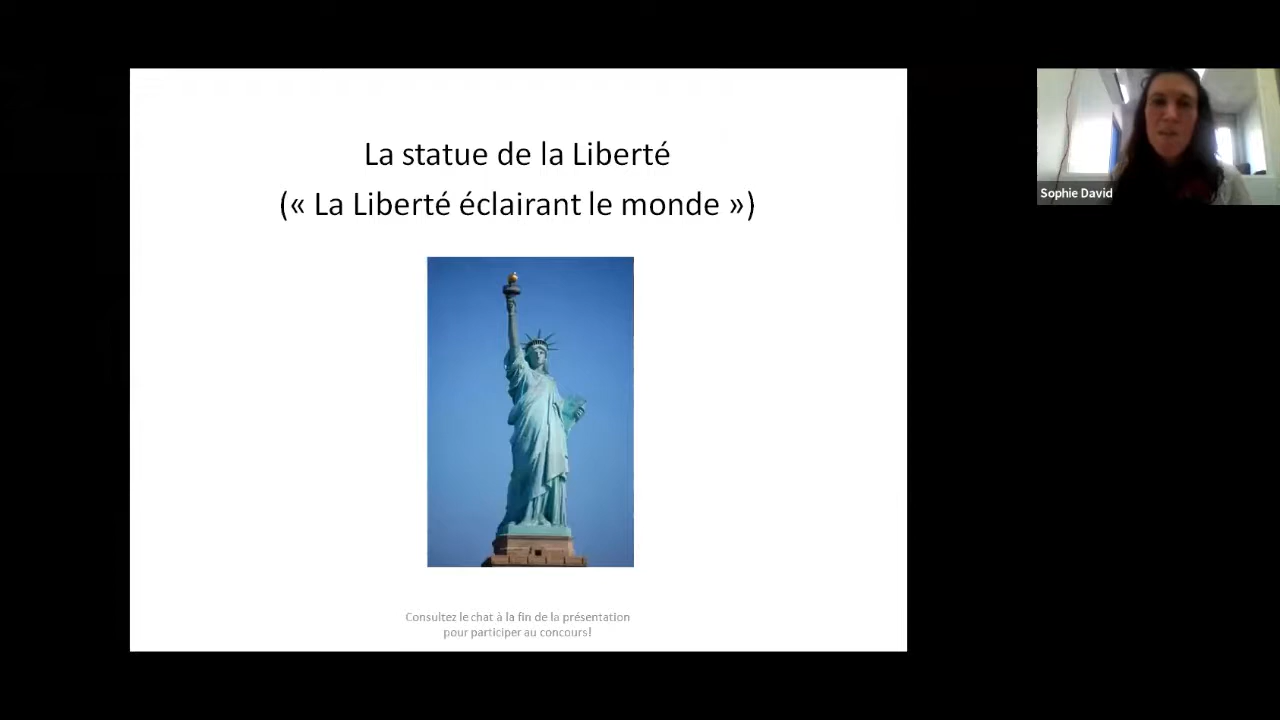 La statue de la Liberté
(« La Liberté éclairant le monde »)
Sophie David
Consultez le chat à la fin de la présentation
pour participer au concours!